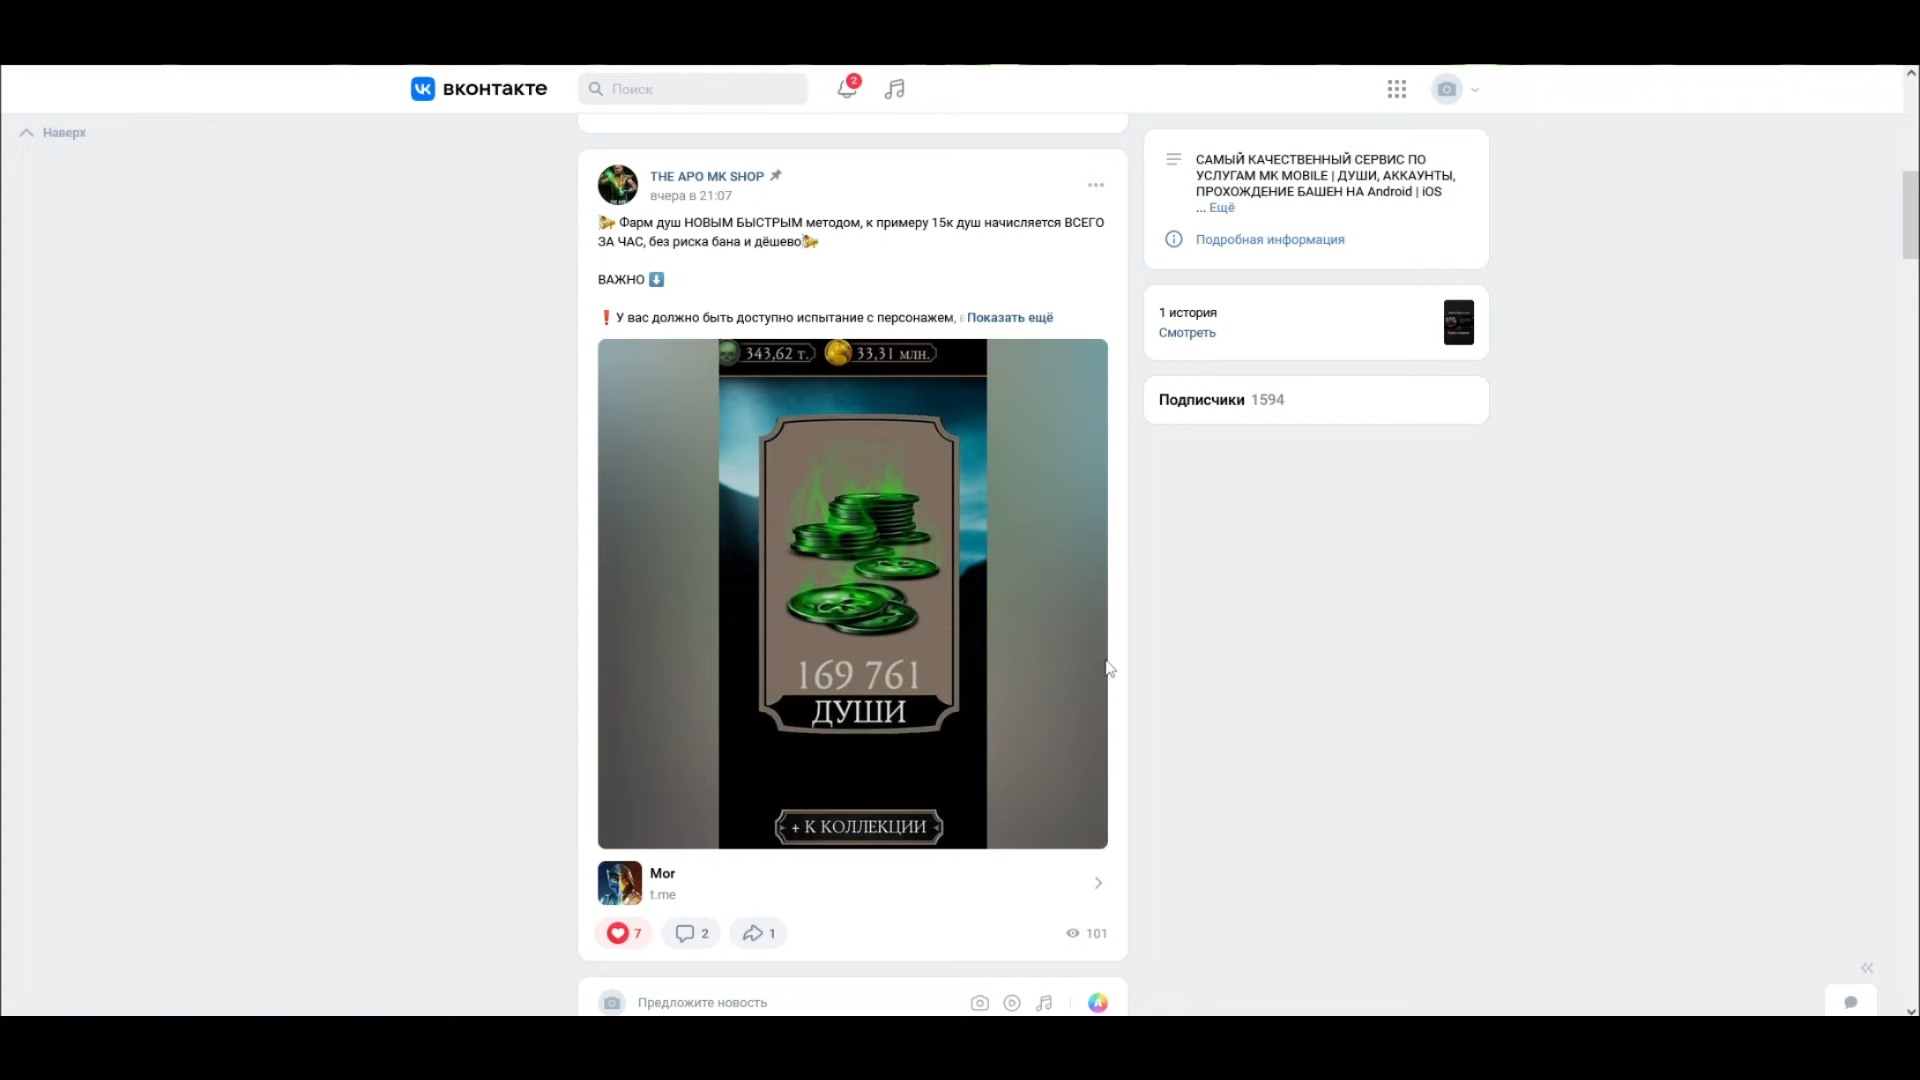 вконтакте
Поиск
2
Наверх
THE APO MK SHOP
вчера в 21:07
Фарм душ НОВЫМ БЫСТРЫМ методом, к примеру 15к душ начисляется ВСЕГО
ЗА ЧАС, без риска бана и дёшево
ВАЖНО
У вас должно быть доступно испытание с персонажем, Показать ещё
343,62 т.
33,31 млн.
169 761
ДУШИ
+ К КОЛЛЕКЦИИ
Mor
t.me
7
2
1
101
Предложите новость
САМЫЙ КАЧЕСТВЕННЫЙ СЕРВИС ПО
УСЛУГАМ MK MOBILE | ДУШИ, АККАУНТЫ,
ПРОХОЖДЕНИЕ БАШЕН НА Android | iOS
... Ещё
Подробная информация
1 история
Смотреть
Подписчики 1594